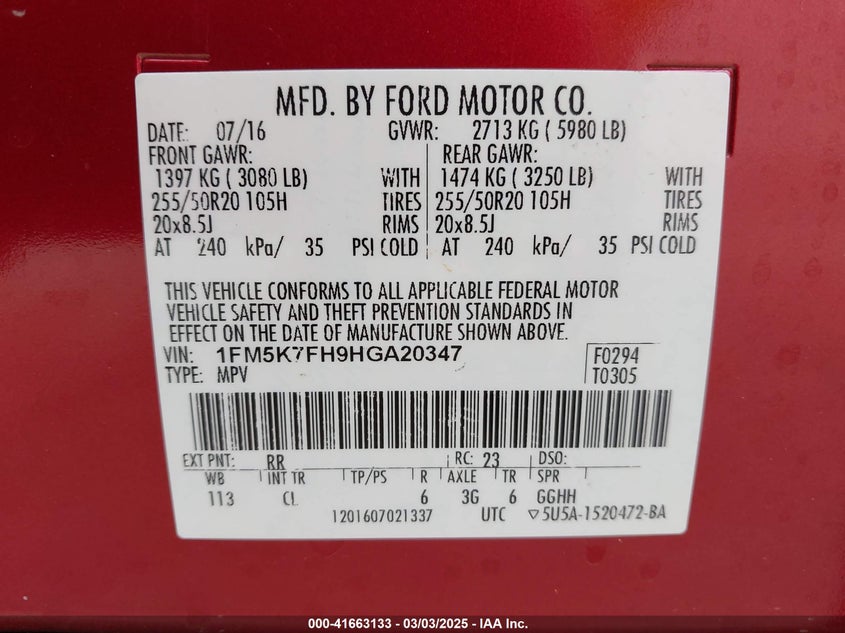 MFD. BY FORD MOTOR CO.
DATE: 07/16 GVWR: 2713 KG ( 5980 LB)
FRONT GAWR: REAR GAWR:
1397 KG ( 3080 LB) WITH 1474 KG ( 3250 LB) WITH
255/50R20 105H TIRES 255/50R20 105H TIRES
20x8.5J RIMS 20x8.5J RIMS
AT 240 kPa/ 35 PSI COLD AT 240 kPa/ 35 PSI COLD
THIS VEHICLE CONFORMS TO ALL APPLICABLE FEDERAL MOTOR
VEHICLE SAFETY AND THEFT PREVENTION STANDARDS IN
EFFECT ON THE DATE OF MANUFACTURE SHOWN ABOVE.
VIN: 1FM5K7FH9HGA20347 F0294
TYPE: MPV T0305
EXT PNT: RR RC: 23 DSO:
WB INT TR TP/PS R AXLE TR SPR
113 CL 6 3G 6 GGHH
1201607021337 UTC ▽5U5A-1520472-BA
000-41663133 - 03/03/2025 - IAA Inc.